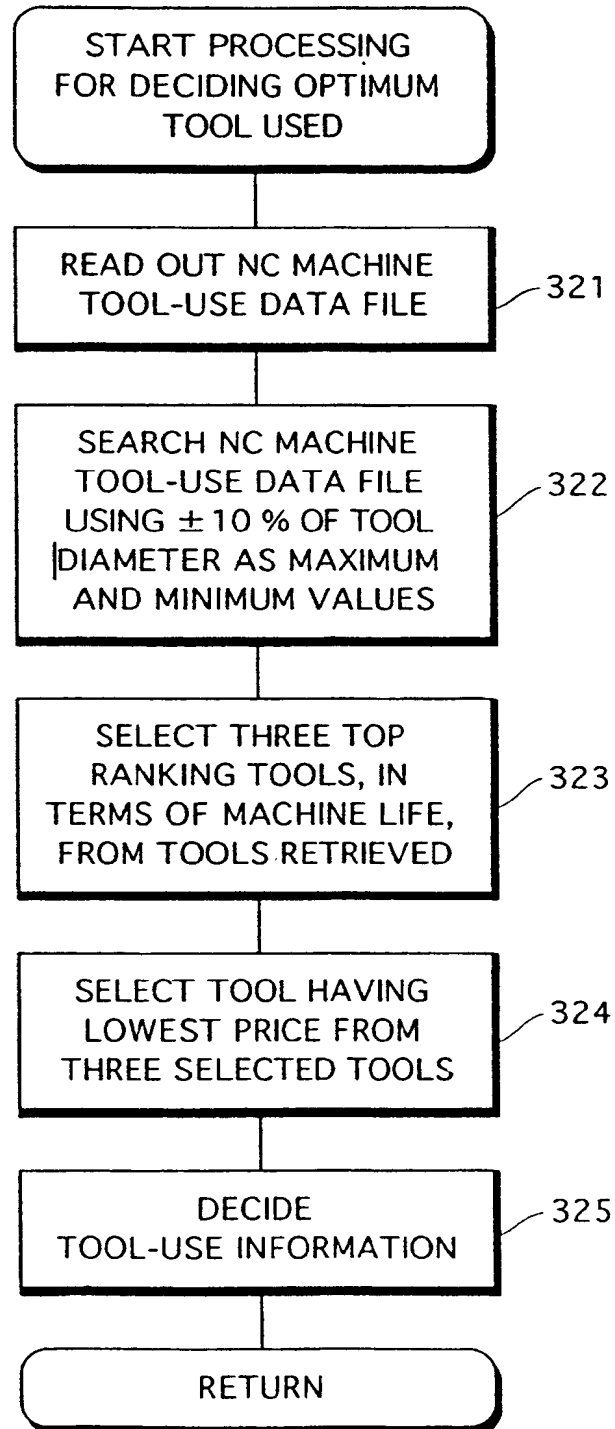 START PROCESSING
FOR DECIDING OPTIMUM
TOOL USED
READ OUT NC MACHINE
TOOL-USE DATA FILE
321
SEARCH NC MACHINE
TOOL-USE DATA FILE
USING ±10 % OF TOOL
DIAMETER AS MAXIMUM
AND MINIMUM VALUES
322
SELECT THREE TOP
RANKING TOOLS, IN
TERMS OF MACHINE LIFE,
FROM TOOLS RETRIEVED
323
SELECT TOOL HAVING
LOWEST PRICE FROM
THREE SELECTED TOOLS
324
DECIDE
TOOL-USE INFORMATION
325
RETURN